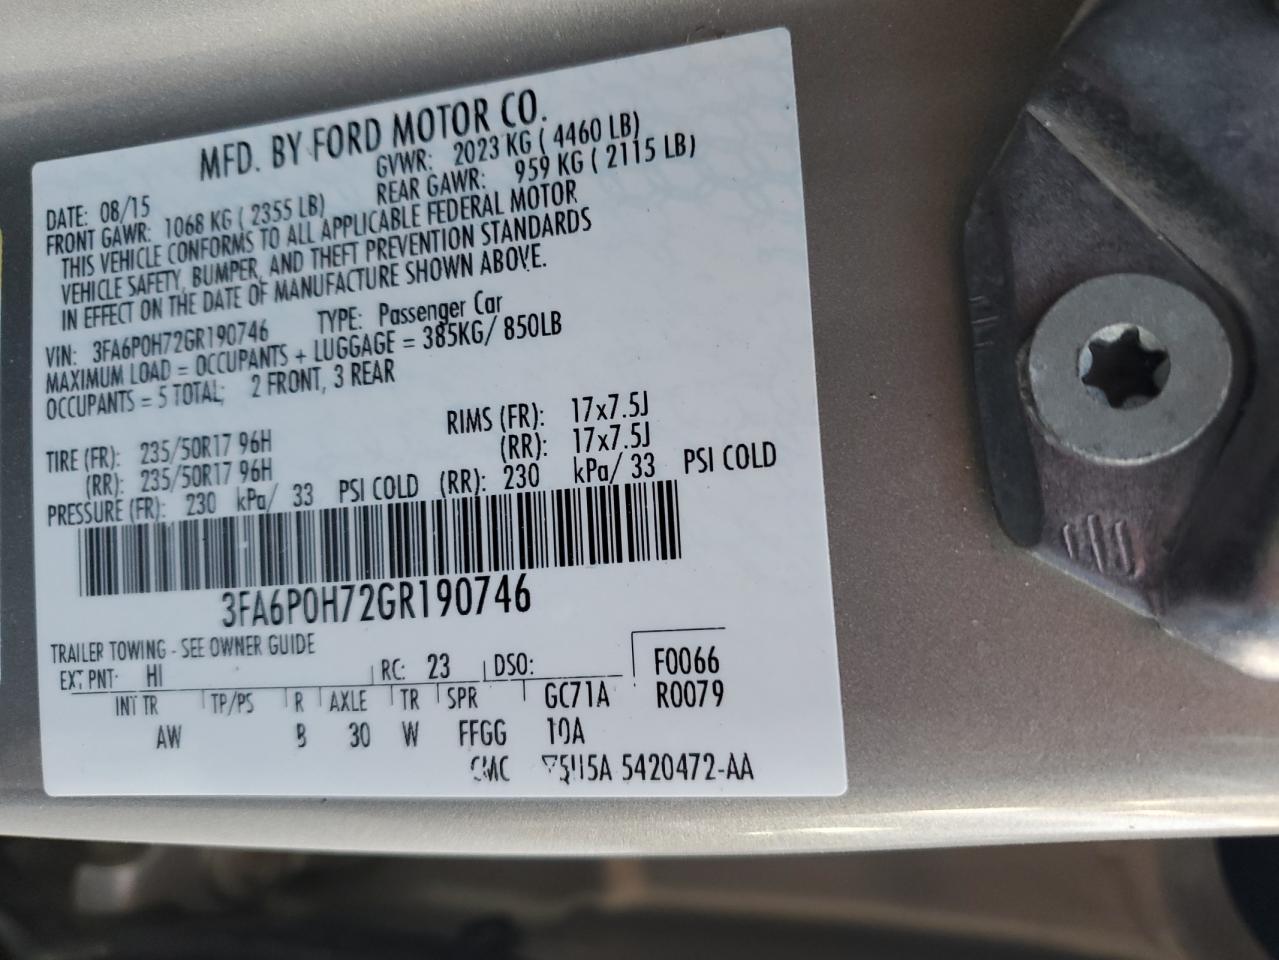 MFD. BY FORD MOTOR CO.
DATE: 08/15 GVWR: 2023 KG ( 4460 LB)
FRONT GAWR: 1068 KG ( 2355 LB) REAR GAWR: 959 KG ( 2115 LB)
THIS VEHICLE CONFORMS TO ALL APPLICABLE FEDERAL MOTOR
VEHICLE SAFETY, BUMPER, AND THEFT PREVENTION STANDARDS
IN EFFECT ON THE DATE OF MANUFACTURE SHOWN ABOVE.
VIN: 3FA6P0H72GR190746 TYPE: Passenger Car
MAXIMUM LOAD = OCCUPANTS + LUGGAGE = 385KG/ 850LB
OCCUPANTS = 5 TOTAL; 2 FRONT, 3 REAR
TIRE (FR): 235/50R17 96H RIMS (FR): 17x7.5J
(RR): 235/50R17 96H (RR): 17x7.5J
PRESSURE (FR): 230 kPa/ 33 PSI COLD (RR): 230 kPa/ 33 PSI COLD
3FA6P0H72GR190746
TRAILER TOWING - SEE OWNER GUIDE
EXT PNT: HI RC: 23 DSO: F0066
INT TR TP/PS R AXLE TR SPR GC71A R0079
AW B 30 W FFGG 10A
CMC 5420472-AA